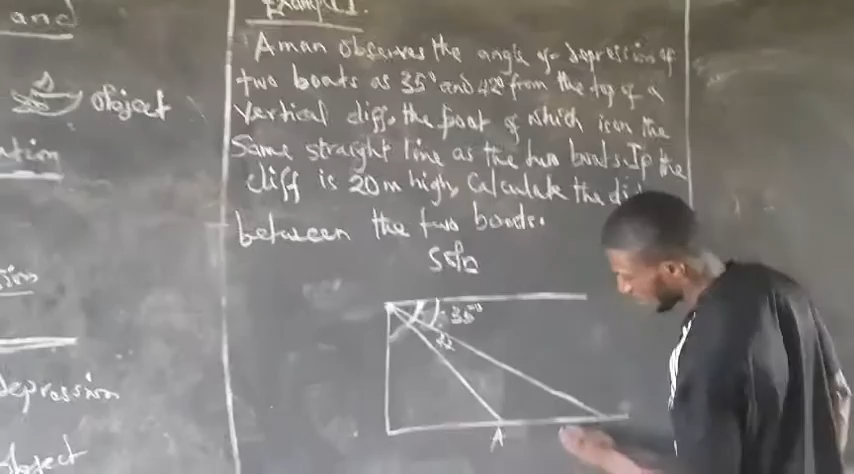 and
object
Example 1.
A man observes the angle of depression of
two boats as 35° and 42° from the top of a
vertical cliff, the foot of which is on the
Same straight line as the two boats. If the
cliff is 20m high, Calculate the
between the two boats.
Soln
35°
42
A
depression
object